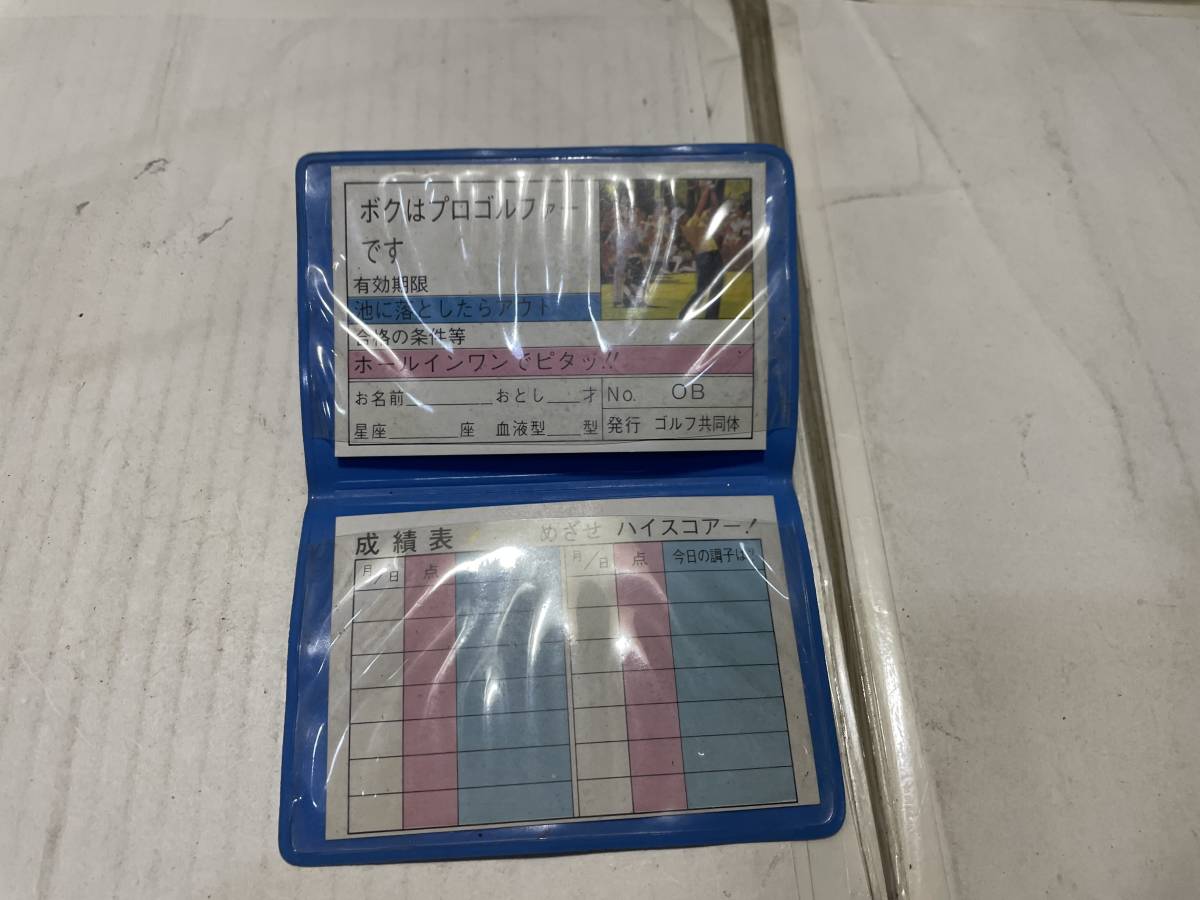 ボクはプロゴルファー
です
有効期限
池に落としたらアウト
合格の条件等
ホールインワンでピタッ!!
お名前 おとし 才 No. OB
星座 座 血液型 型 発行 ゴルフ共同体
成績表 めざせ ハイスコアー!
月/日 点 月/日 点 今日の調子は